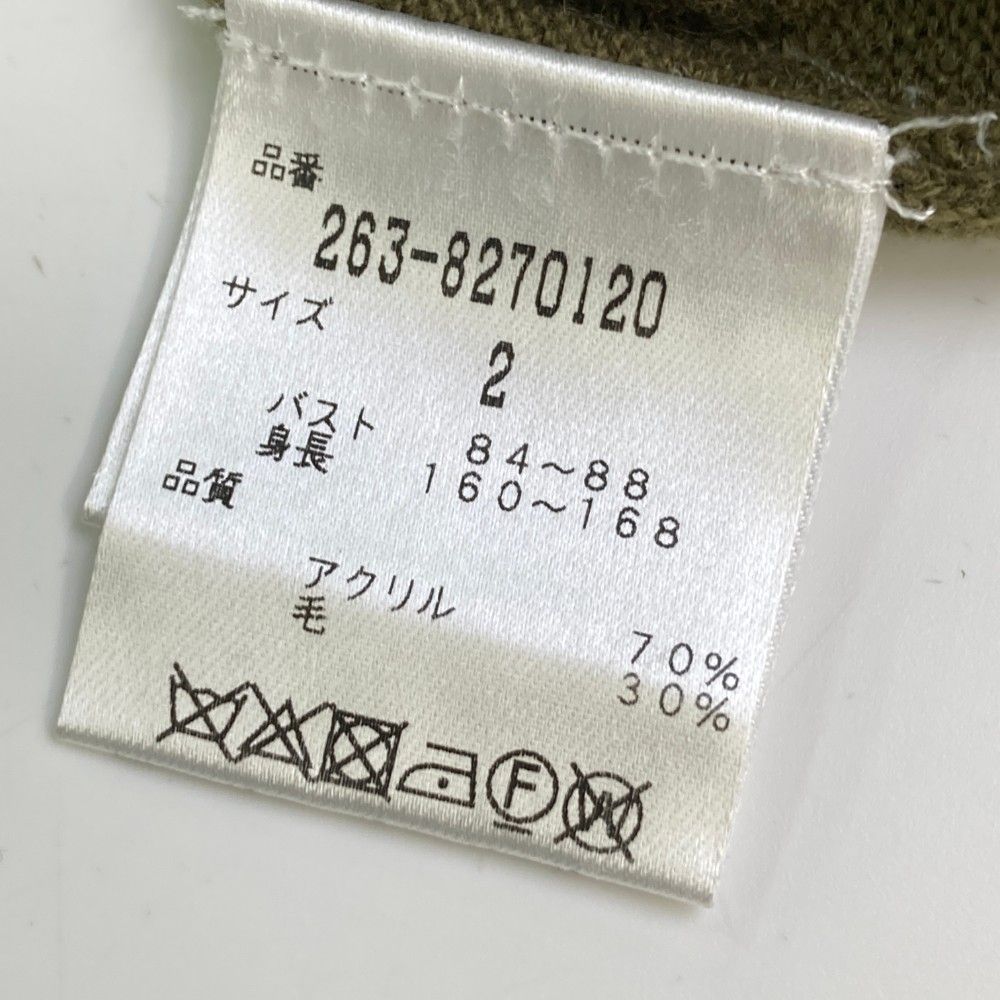 品番
263-8270120
サイズ
2
バスト 84～88
身長 160～168
品質
アクリル 70%
毛 30%
F
W